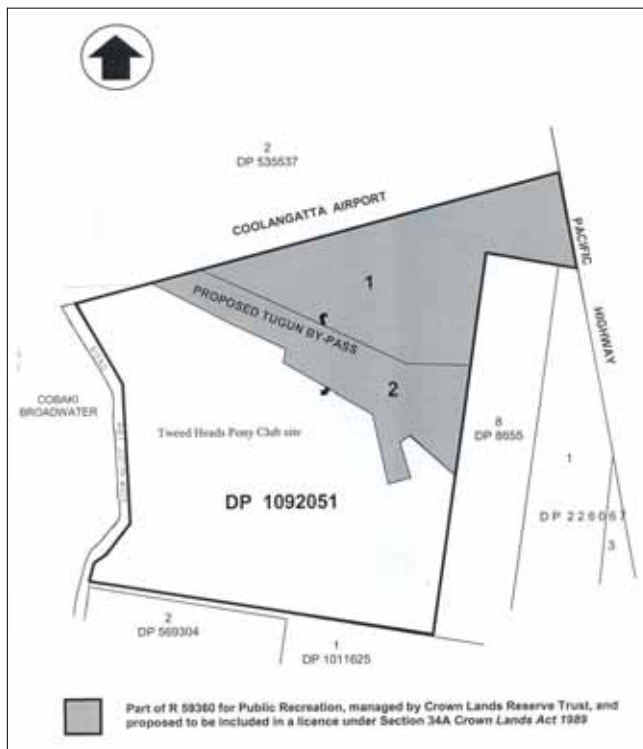 2
DP 535537
COOLANGATTA AIRPORT
PACIFIC
HIGHWAY
1
PROPOSED TUGUN BY-PASS
2
COBAKI
BROADWATER
Tweed Heads Pony Club site
8
DP 8655
1
DP 226067
3
DP 1092051
2
DP 569304
1
DP 1011625
Part of R 59360 for Public Recreation, managed by Crown Lands Reserve Trust, and
proposed to be included in a licence under Section 34A Crown Lands Act 1989